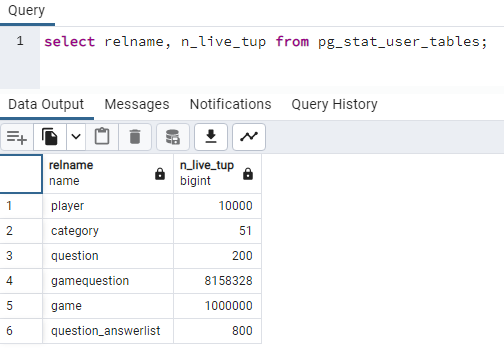 Query
1 select relname, n_live_tup from pg_stat_user_tables;
Data Output Messages Notifications Query History
relname n_live_tup
name bigint
1 player 10000
2 category 51
3 question 200
4 gamequestion 8158328
5 game 1000000
6 question_answerlist 800